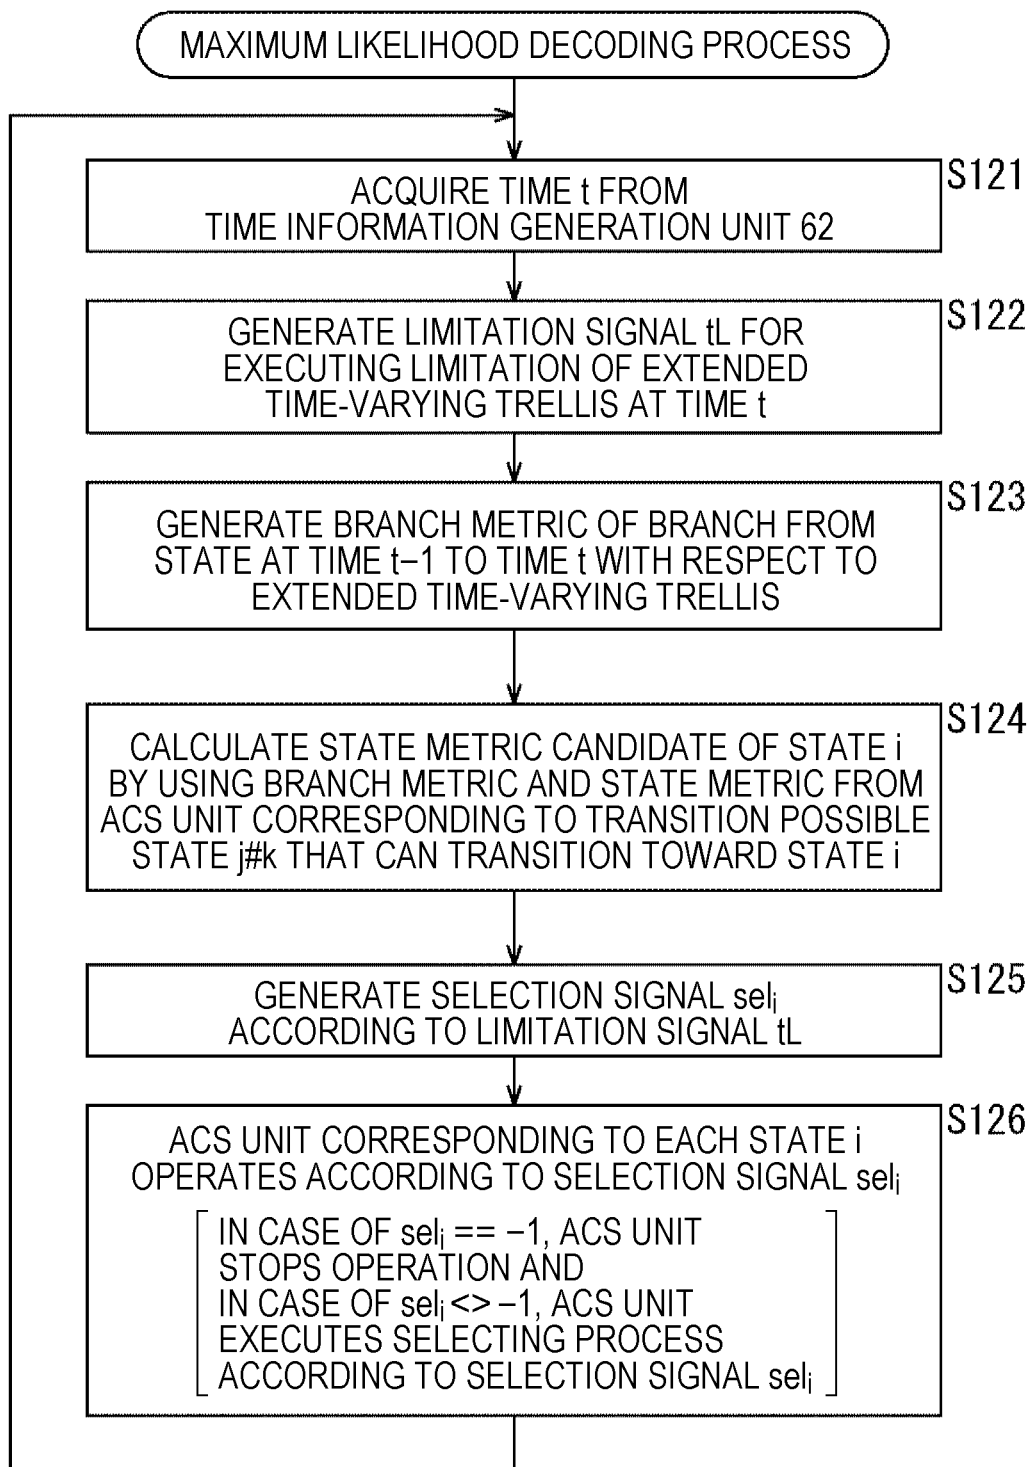 MAXIMUM LIKELIHOOD DECODING PROCESS
S121
ACQUIRE TIME t FROM
TIME INFORMATION GENERATION UNIT 62
S122
GENERATE LIMITATION SIGNAL tL FOR
EXECUTING LIMITATION OF EXTENDED
TIME-VARYING TRELLIS AT TIME t
S123
GENERATE BRANCH METRIC OF BRANCH FROM
STATE AT TIME t−1 TO TIME t WITH RESPECT TO
EXTENDED TIME-VARYING TRELLIS
S124
CALCULATE STATE METRIC CANDIDATE OF STATE i
BY USING BRANCH METRIC AND STATE METRIC FROM
ACS UNIT CORRESPONDING TO TRANSITION POSSIBLE
STATE j#k THAT CAN TRANSITION TOWARD STATE i
S125
GENERATE SELECTION SIGNAL selᵢ
ACCORDING TO LIMITATION SIGNAL tL
S126
ACS UNIT CORRESPONDING TO EACH STATE i
OPERATES ACCORDING TO SELECTION SIGNAL selᵢ
IN CASE OF selᵢ == −1, ACS UNIT
STOPS OPERATION AND
IN CASE OF selᵢ <> −1, ACS UNIT
EXECUTES SELECTING PROCESS
ACCORDING TO SELECTION SIGNAL selᵢ